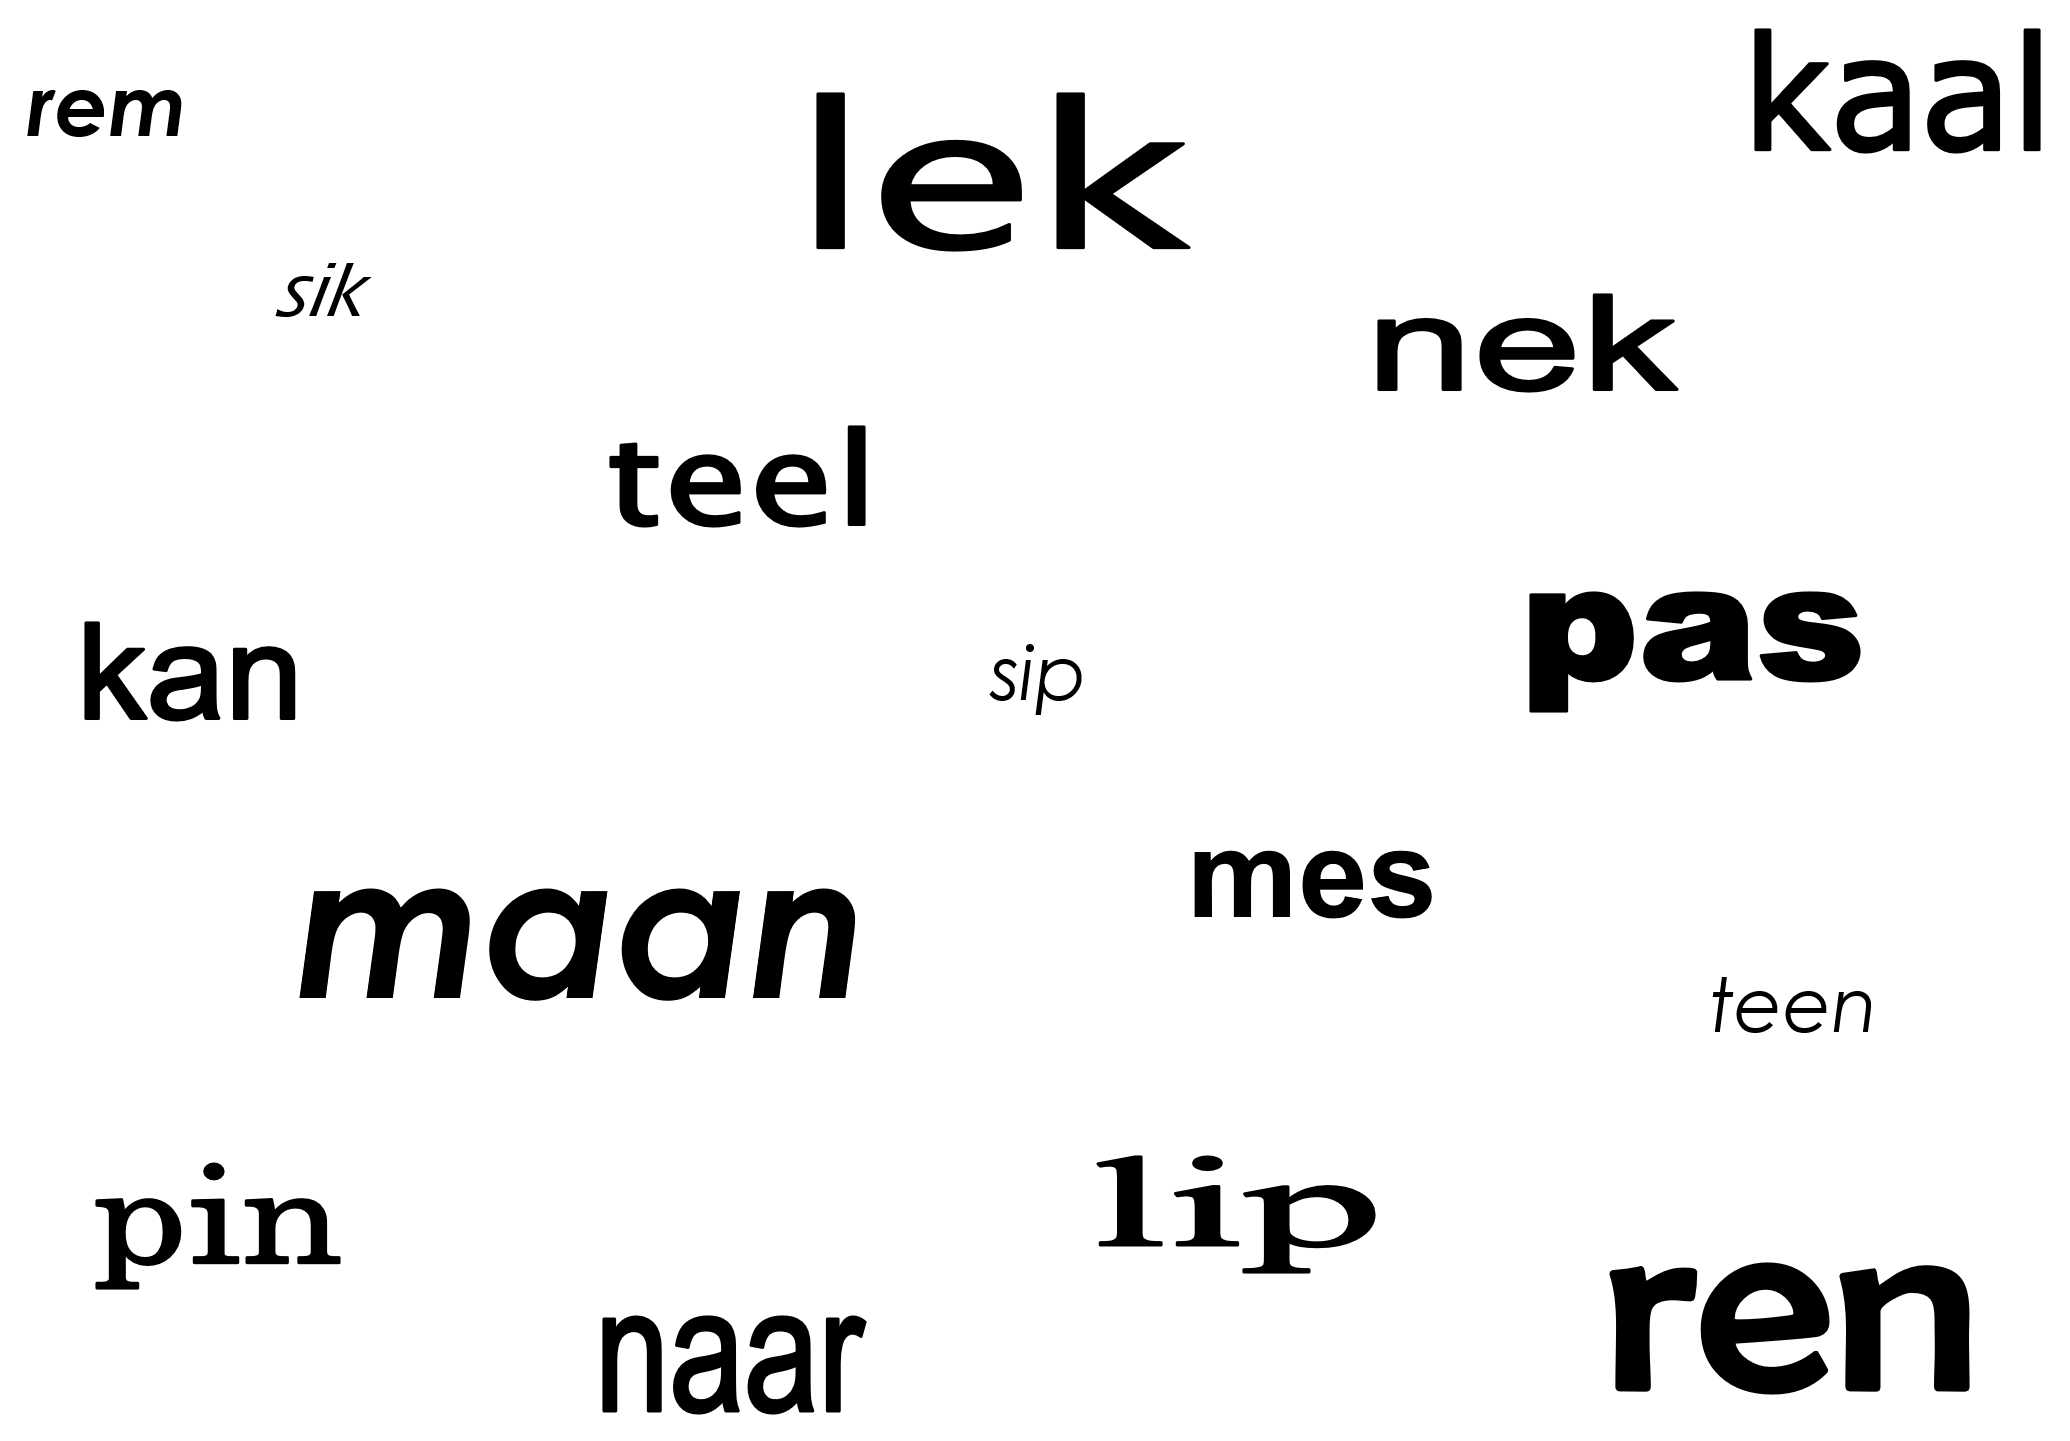 rem
lek
kaal
sik
nek
teel
kan
sip
pas
maan
mes
teen
pin
lip
naar
ren